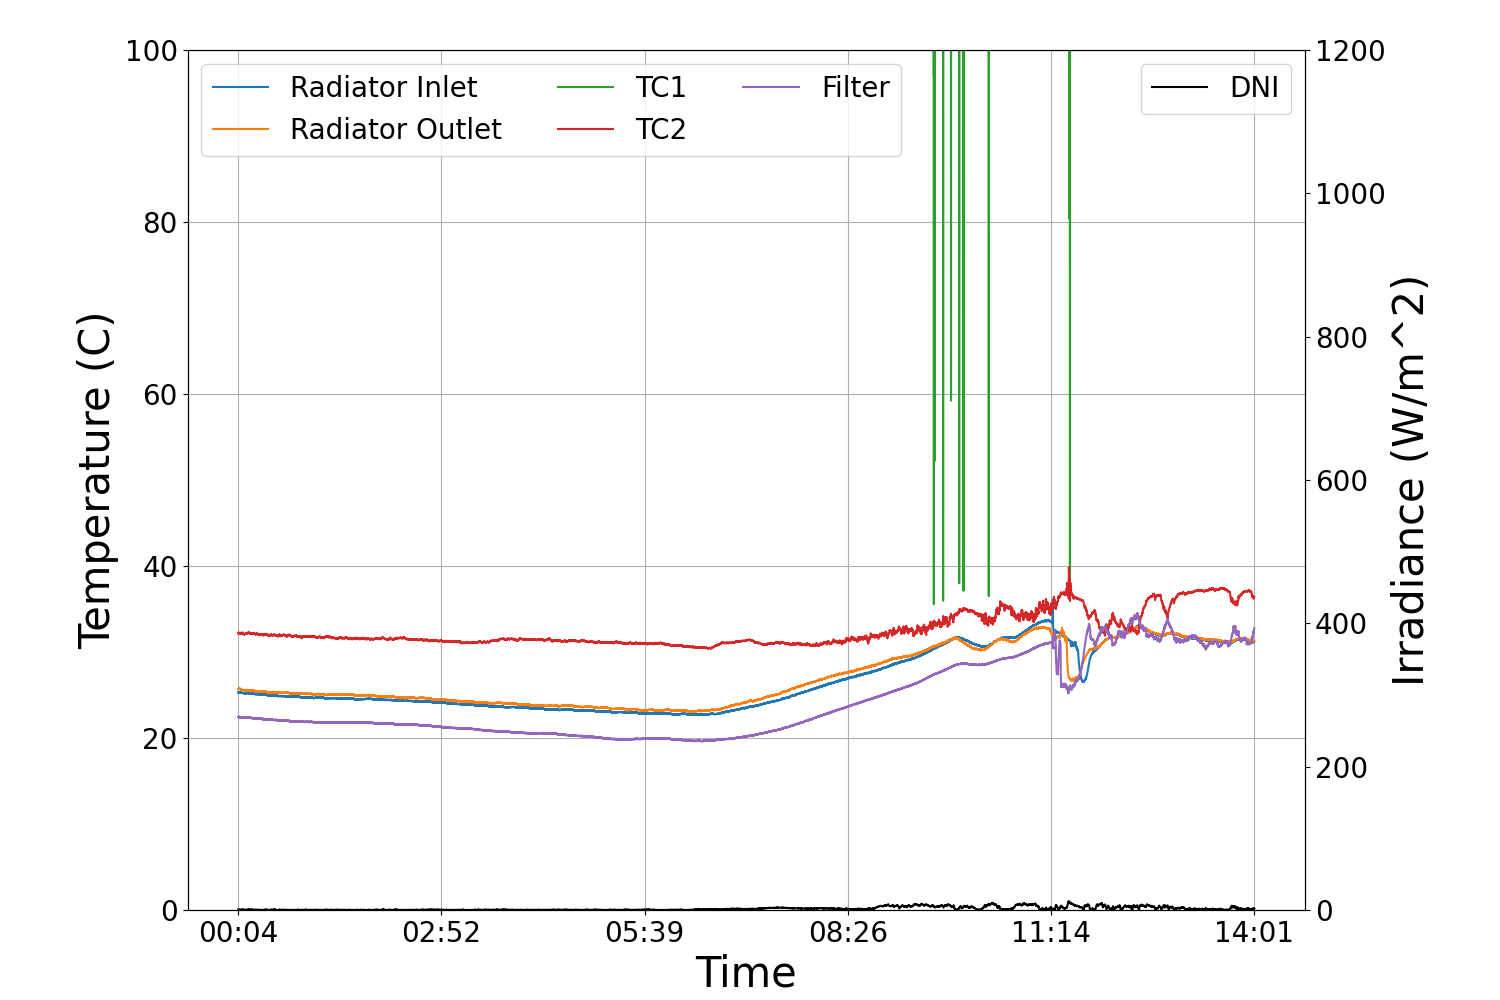 Radiator Inlet
Radiator Outlet
TC1
TC2
Filter
DNI
Temperature (C)
100
80
60
40
20
0
Irradiance (W/m^2)
1200
1000
800
600
400
200
0
00:04 02:52 05:39 08:26 11:14 14:01
Time